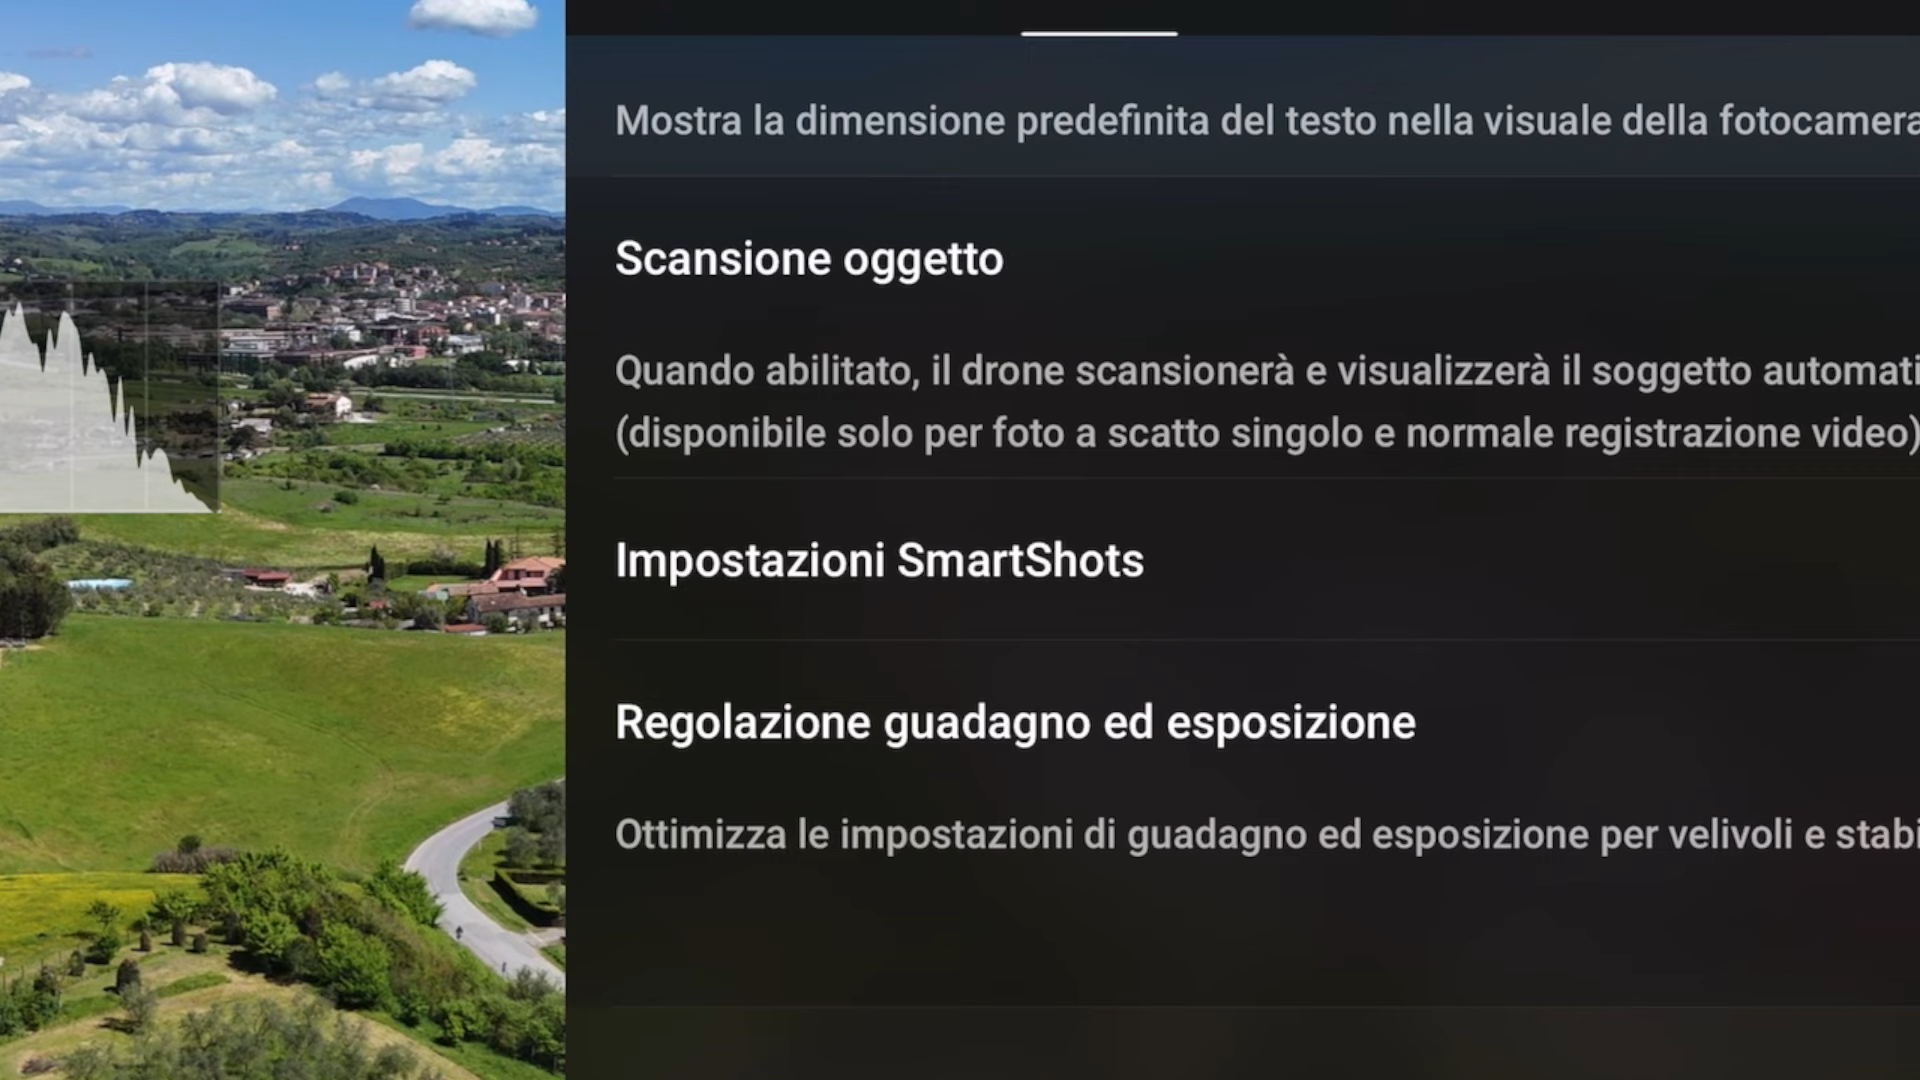 Mostra la dimensione predefinita del testo nella visuale della fotocamera
Scansione oggetto
Quando abilitato, il drone scansionerà e visualizzerà il soggetto automati
(disponibile solo per foto a scatto singolo e normale registrazione video)
Impostazioni SmartShots
Regolazione guadagno ed esposizione
Ottimizza le impostazioni di guadagno ed esposizione per velivoli e stabi